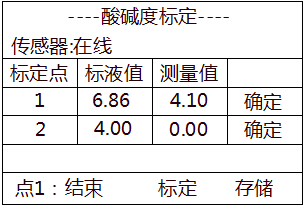 ----酸碱度标定----
传感器:在线
标定点 标液值 测量值
1 6.86 4.10 确定
2 4.00 0.00 确定
点1：结束 标定 存储